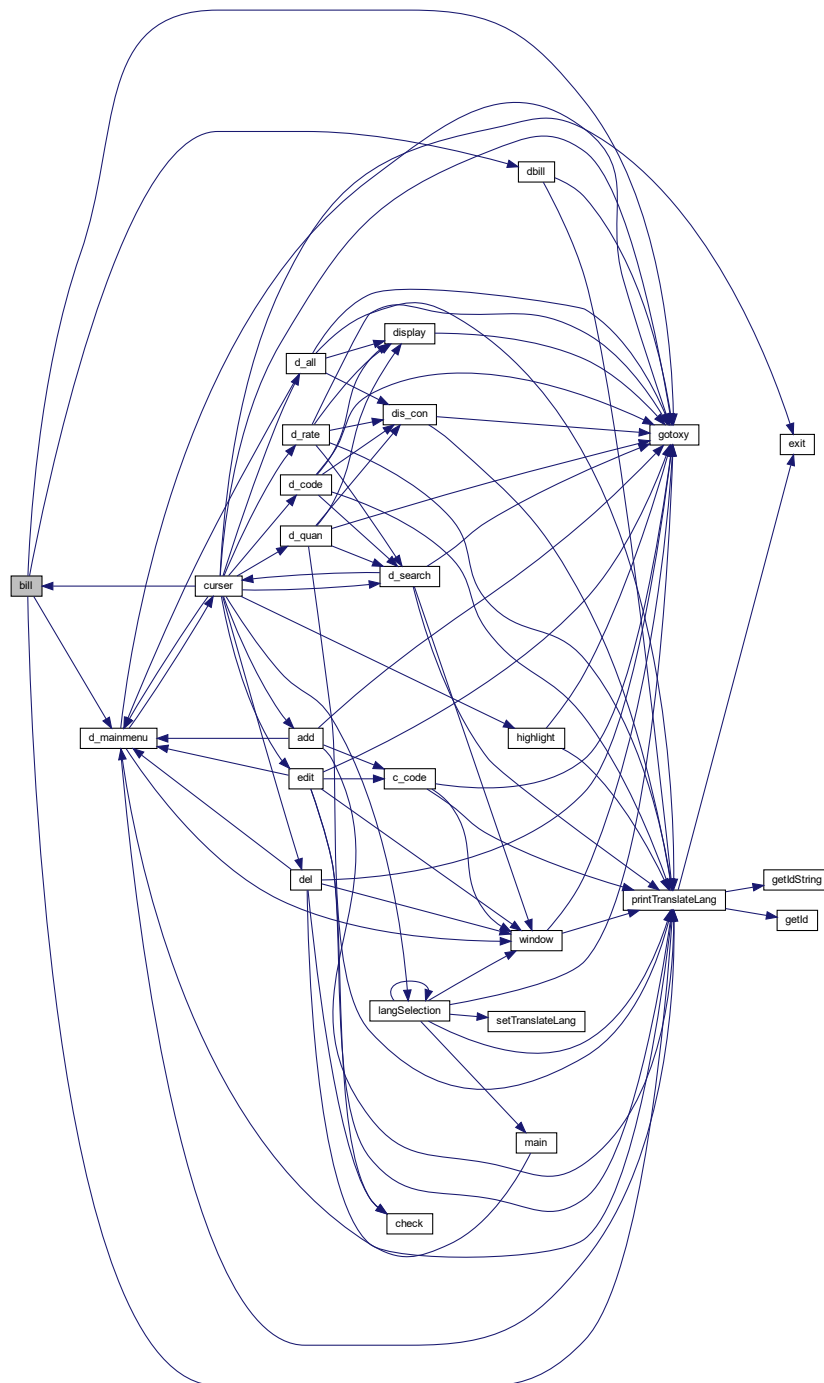 dbill
display
d_all
dis_con
d_rate
gotoxy
exit
d_code
d_quan
d_search
bill
curser
d_mainmenu
add
highlight
edit
c_code
del
getIdString
printTranslateLang
getId
window
langSelection
setTranslateLang
main
check